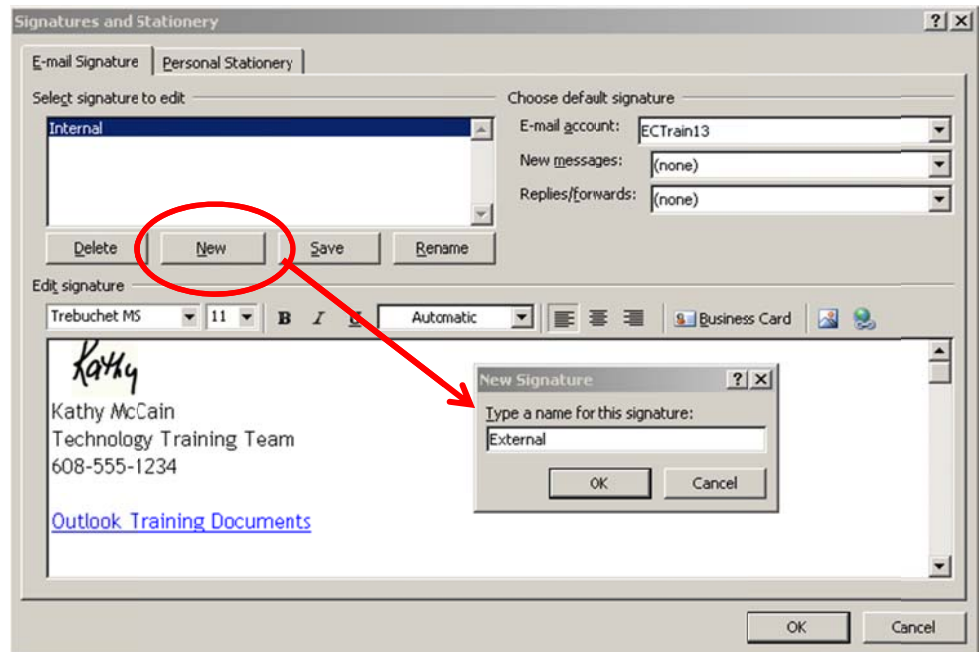 Signatures and Stationery
E-mail Signature Personal Stationery
Select signature to edit
Internal
Delete New Save Rename
Choose default signature
E-mail account: ECTrain13
New messages: (none)
Replies/forwards: (none)
Edit signature
Trebuchet MS 11 B I U Automatic Business Card
Kathy
Kathy McCain
Technology Training Team
608-555-1234
Outlook Training Documents
New Signature
Type a name for this signature:
External
OK Cancel
OK Cancel